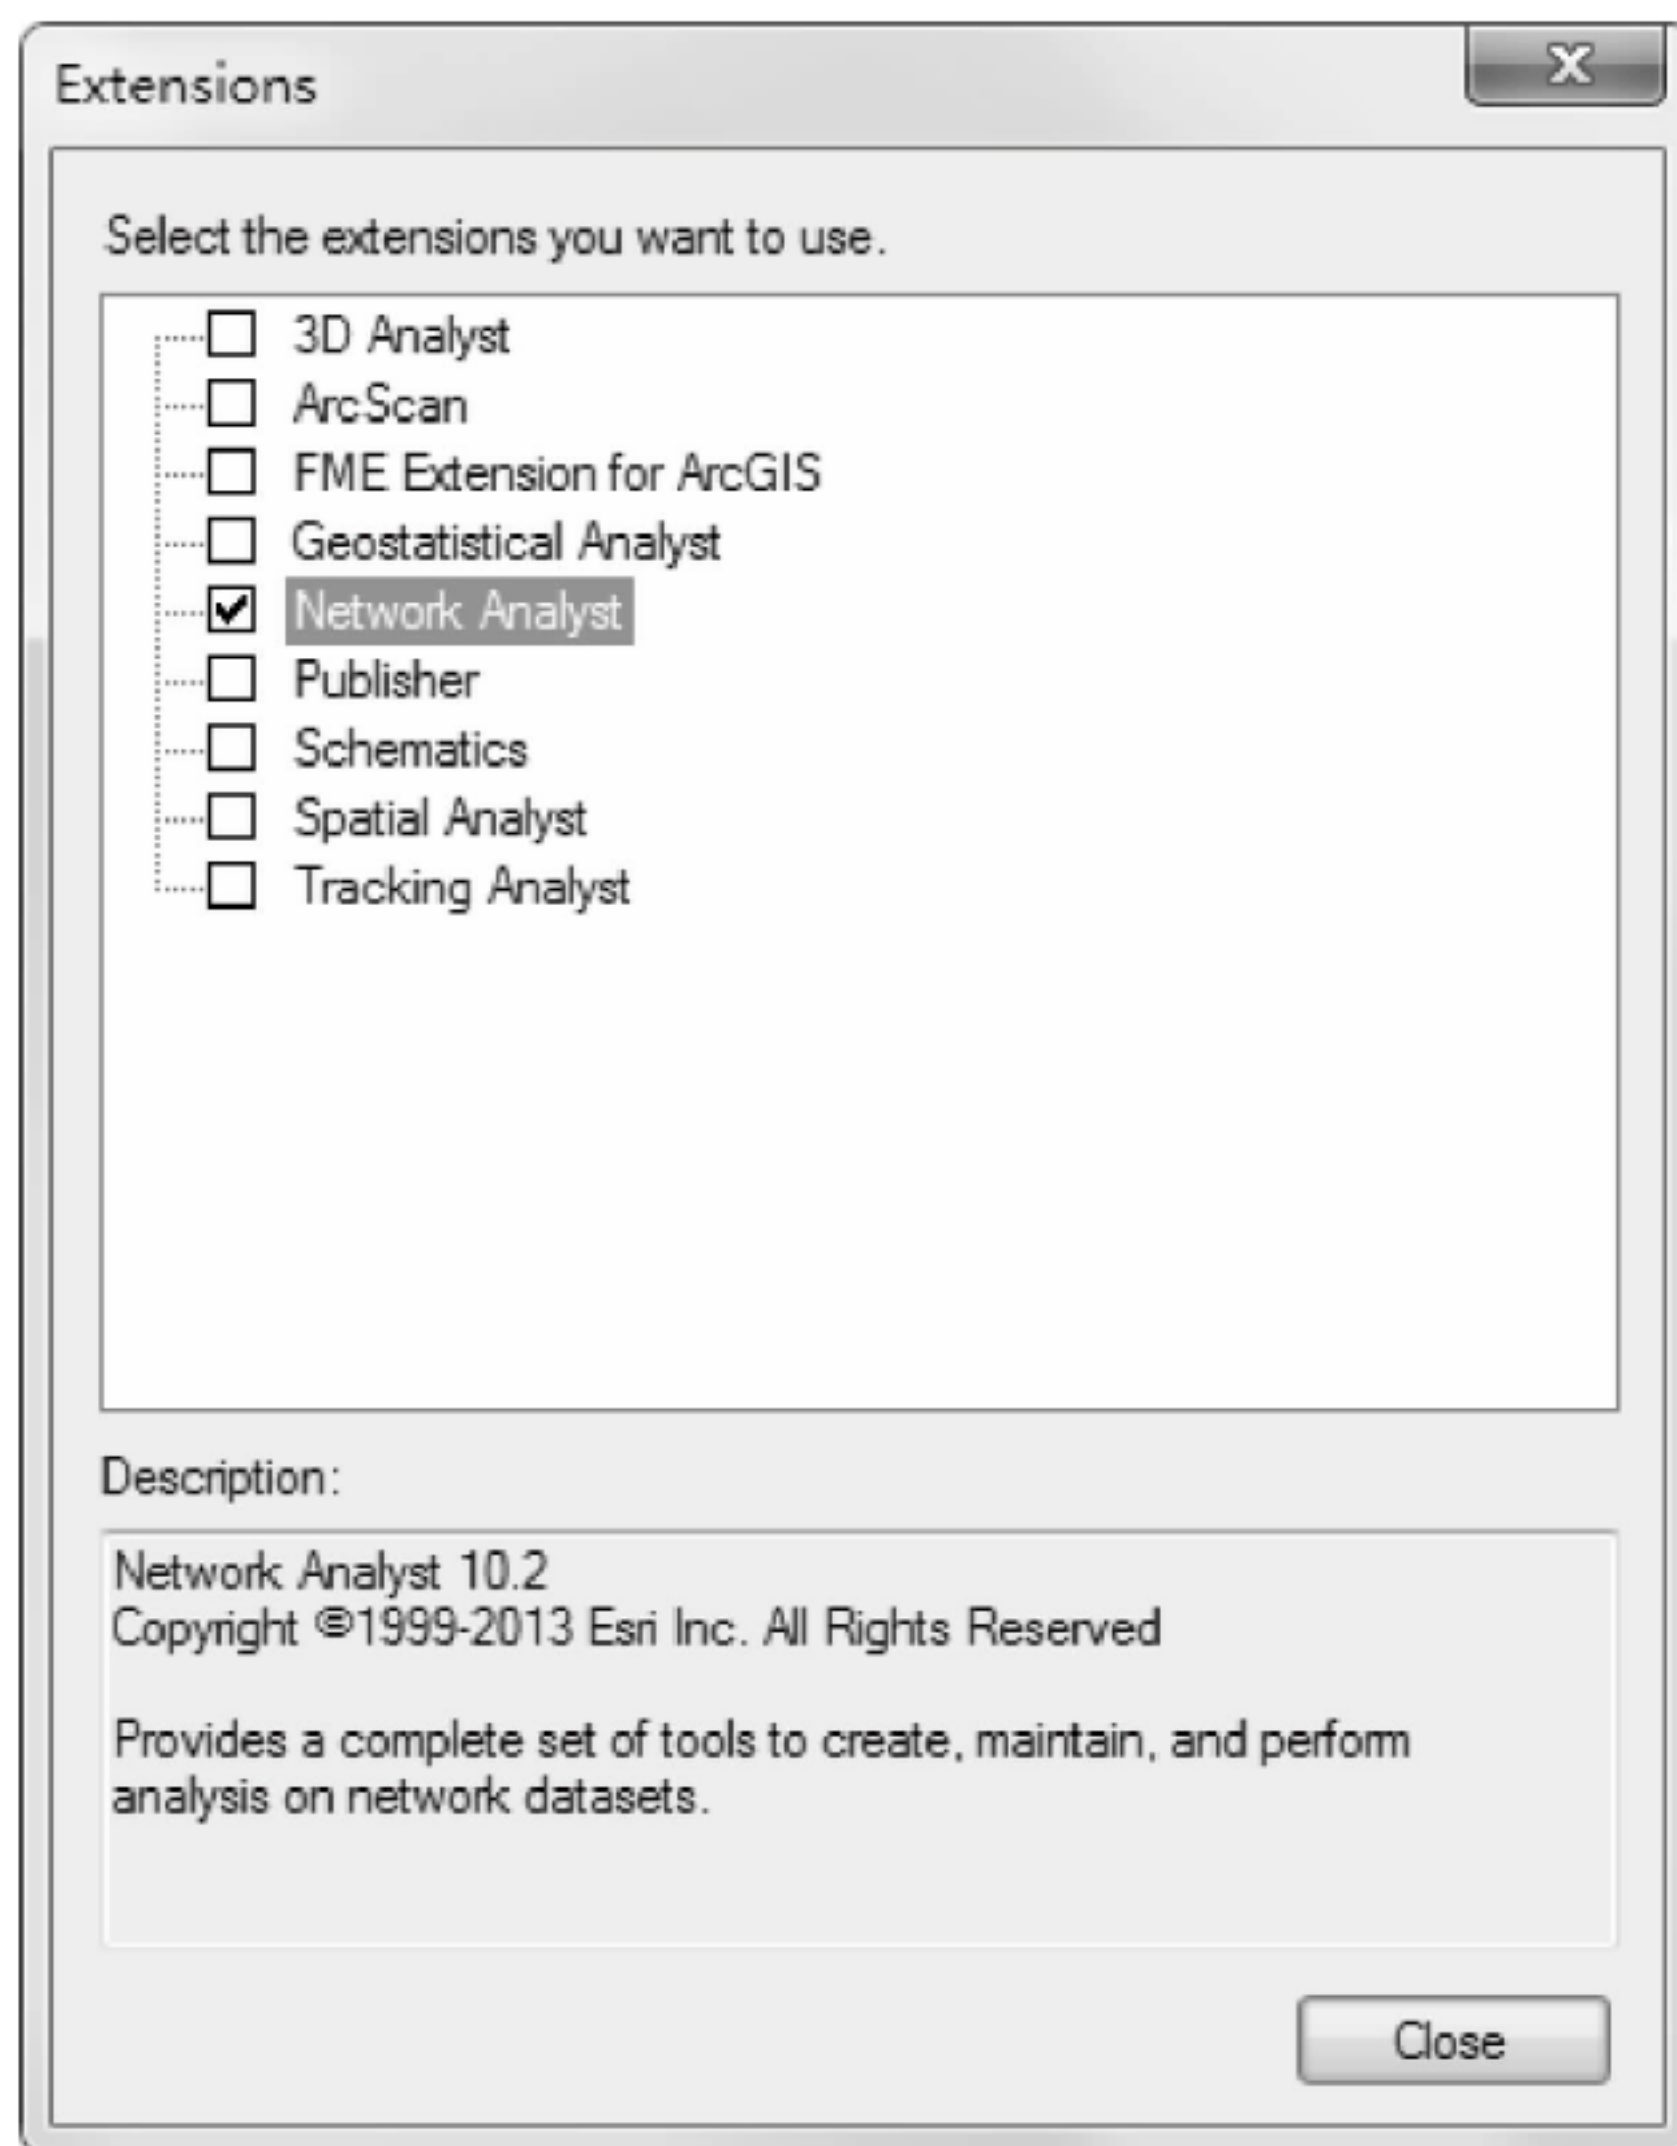 Extensions
Select the extensions you want to use.
3D Analyst
ArcScan
FME Extension for ArcGIS
Geostatistical Analyst
Network Analyst
Publisher
Schematics
Spatial Analyst
Tracking Analyst
Description:
Network Analyst 10.2
Copyright ©1999-2013 Esri Inc. All Rights Reserved
Provides a complete set of tools to create, maintain, and perform
analysis on network datasets.
Close